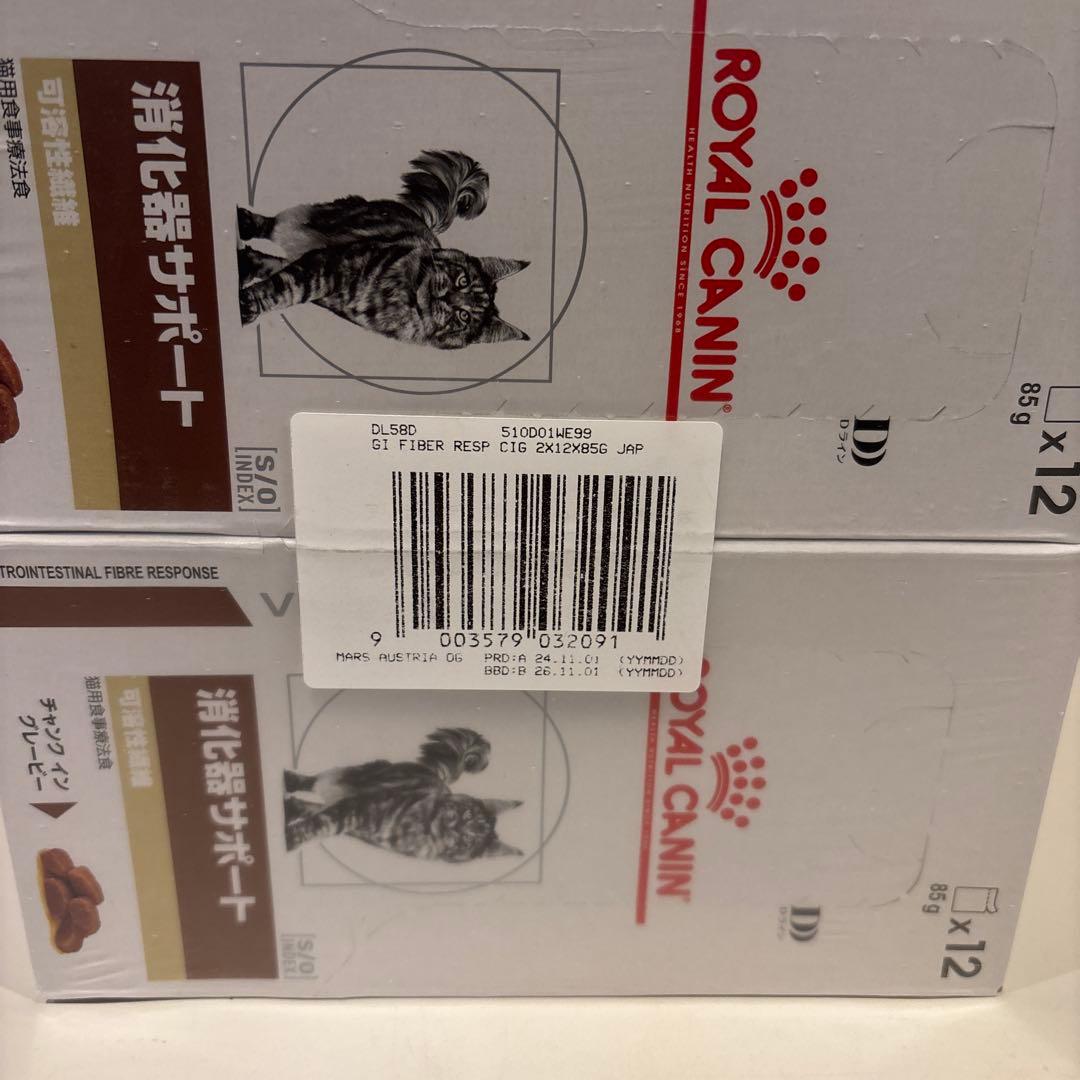 ROYAL CANIN®
HEALTH NUTRITION SINCE 1968
消化器サポート
可溶性繊維
猫用食事療法食
[S/O
INDEX]
D
Dライン
85g
x12
DL58D 510D01WE99
GI FIBER RESP CIG 2X12X85G JAP
9 003579 032091
MARS AUSTRIA OG PRD:A 24.11.01 (YYMMDD)
BBD:B 26.11.01 (YYMMDD)
TROINTESTINAL FIBRE RESPONSE
ROYAL CANIN
消化器サポート
可溶性繊維
猫用食事療法食
チャンク イン
グレービー
[S/O
INDEX]
D
Dライン
85g
x12